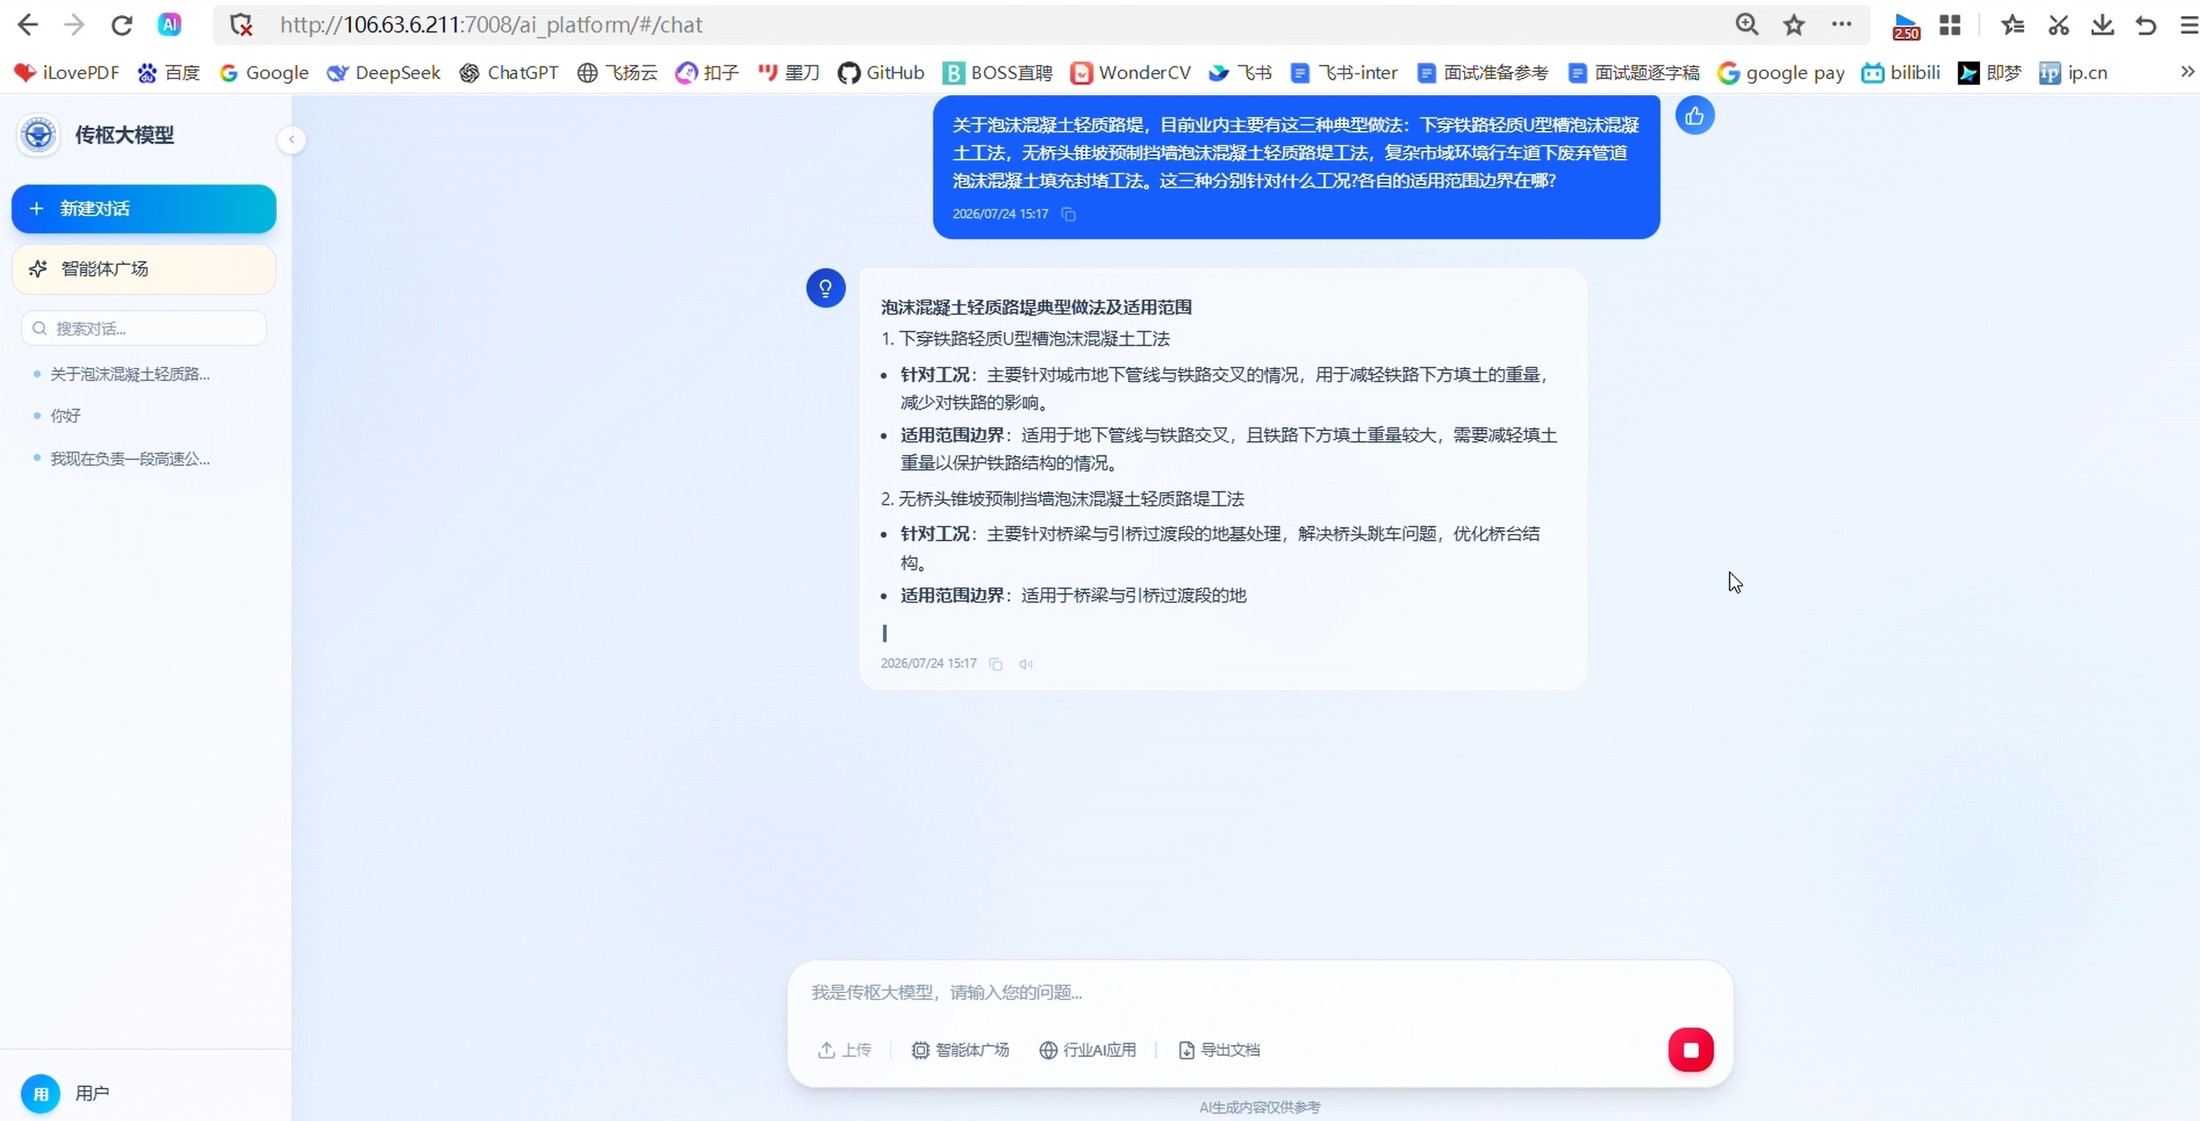 http://106.63.6.211:7008/ai_platform/#/chat
2.50
iLovePDF 百度 Google DeepSeek ChatGPT 飞扬云 扣子 墨刀 GitHub BOSS直聘 WonderCV 飞书 飞书-inter 面试准备参考 面试题逐字稿 google pay bilibili 即梦 ip.cn
传枢大模型
新建对话
智能体广场
搜索对话...
关于泡沫混凝土轻质路...
你好
我现在负责一段高速公...
用 用户
关于泡沫混凝土轻质路堤，目前业内主要有这三种典型做法：下穿铁路轻质U型槽泡沫混凝
土工法，无桥头锥坡预制挡墙泡沫混凝土轻质路堤工法，复杂市域环境行车道下废弃管道
泡沫混凝土填充封堵工法。这三种分别针对什么工况?各自的适用范围边界在哪?
2026/07/24 15:17
泡沫混凝土轻质路堤典型做法及适用范围
1. 下穿铁路轻质U型槽泡沫混凝土工法
• 针对工况：主要针对城市地下管线与铁路交叉的情况，用于减轻铁路下方填土的重量，
减少对铁路的影响。
• 适用范围边界：适用于地下管线与铁路交叉，且铁路下方填土重量较大，需要减轻填土
重量以保护铁路结构的情况。
2. 无桥头锥坡预制挡墙泡沫混凝土轻质路堤工法
• 针对工况：主要针对桥梁与引桥过渡段的地基处理，解决桥头跳车问题，优化桥台结
构。
• 适用范围边界：适用于桥梁与引桥过渡段的地
2026/07/24 15:17
我是传枢大模型，请输入您的问题...
上传 智能体广场 行业AI应用 导出文档
AI生成内容仅供参考